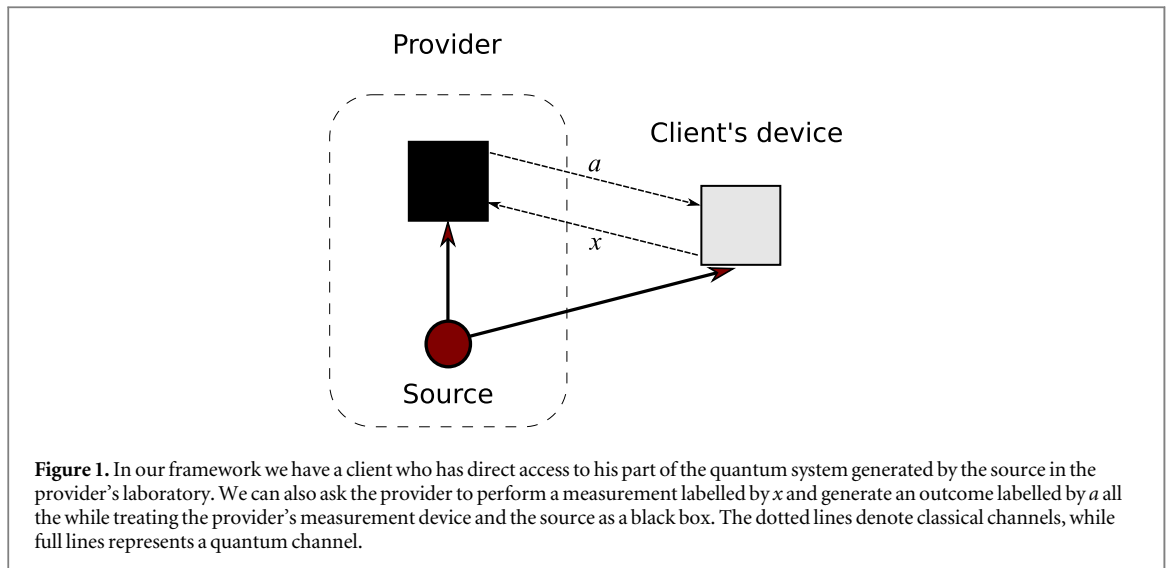 Provider
Client's device
a
x
Source
Figure 1. In our framework we have a client who has direct access to his part of the quantum system generated by the source in the
provider's laboratory. We can also ask the provider to perform a measurement labelled by x and generate an outcome labelled by a all
the while treating the provider's measurement device and the source as a black box. The dotted lines denote classical channels, while
full lines represents a quantum channel.